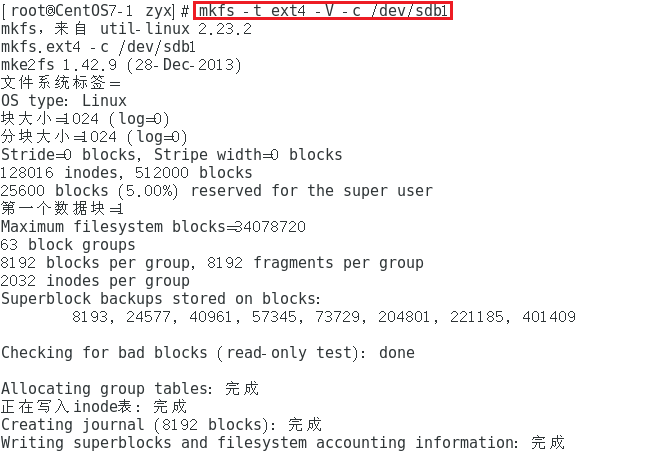 [root@CentOS7-1 zyx]# mkfs -t ext4 -V -c /dev/sdb1
mkfs，来自 util-linux 2.23.2
mkfs.ext4 -c /dev/sdb1
mke2fs 1.42.9 (28-Dec-2013)
文件系统标签=
OS type: Linux
块大小=1024 (log=0)
分块大小=1024 (log=0)
Stride=0 blocks, Stripe width=0 blocks
128016 inodes, 512000 blocks
25600 blocks (5.00%) reserved for the super user
第一个数据块=1
Maximum filesystem blocks=34078720
63 block groups
8192 blocks per group, 8192 fragments per group
2032 inodes per group
Superblock backups stored on blocks:
8193, 24577, 40961, 57345, 73729, 204801, 221185, 401409
Checking for bad blocks (read-only test): done
Allocating group tables: 完成
正在写入inode表: 完成
Creating journal (8192 blocks): 完成
Writing superblocks and filesystem accounting information: 完成